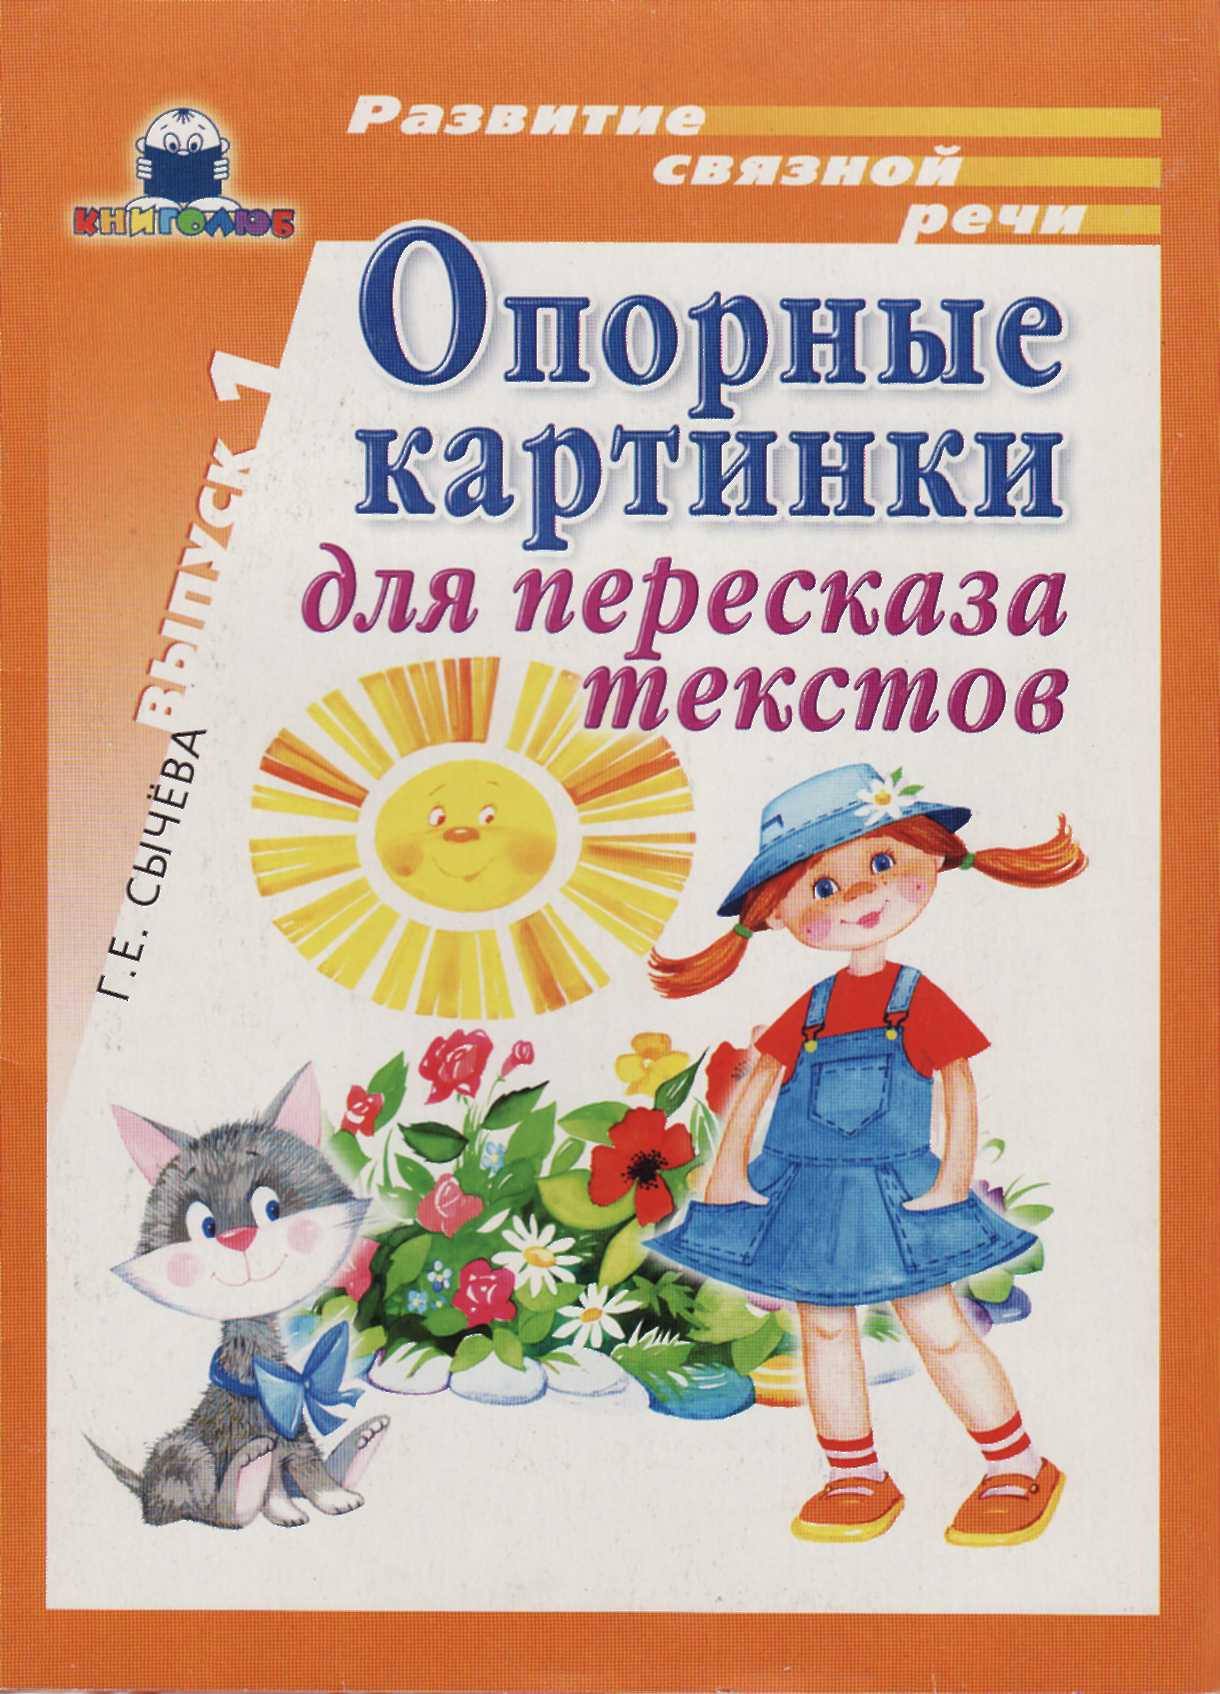 Развитие
связной
речи
КНИГОЛЮБ
Опорные
картинки
для пересказа
текстов
ВЫПУСК 1
Г.Е. СЫЧЁВА